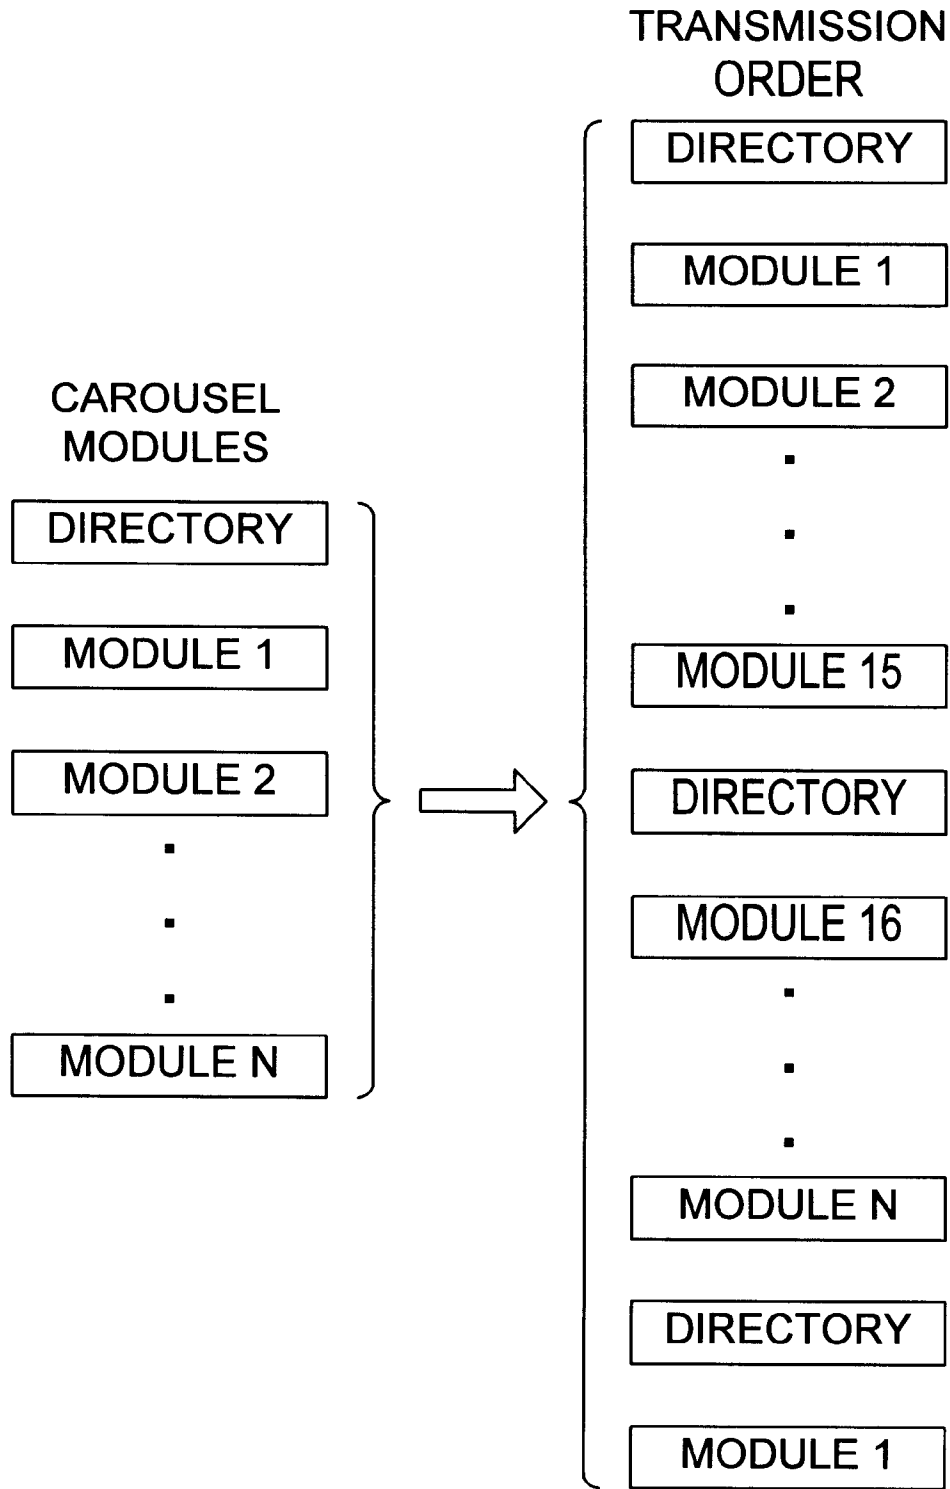 CAROUSEL
MODULES
DIRECTORY
MODULE 1
MODULE 2
MODULE N
TRANSMISSION
ORDER
DIRECTORY
MODULE 1
MODULE 2
MODULE 15
DIRECTORY
MODULE 16
MODULE N
DIRECTORY
MODULE 1